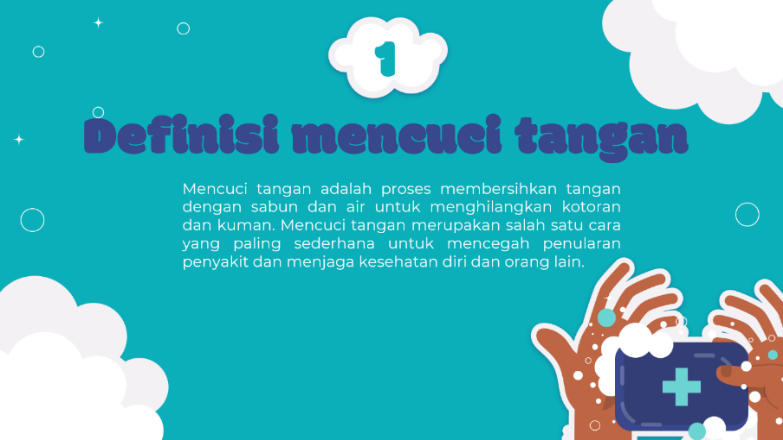 1
Definisi mencuci tangan
Mencuci tangan adalah proses membersihkan tangan
dengan sabun dan air untuk menghilangkan kotoran
dan kuman. Mencuci tangan merupakan salah satu cara
yang paling sederhana untuk mencegah penularan
penyakit dan menjaga kesehatan diri dan orang lain.